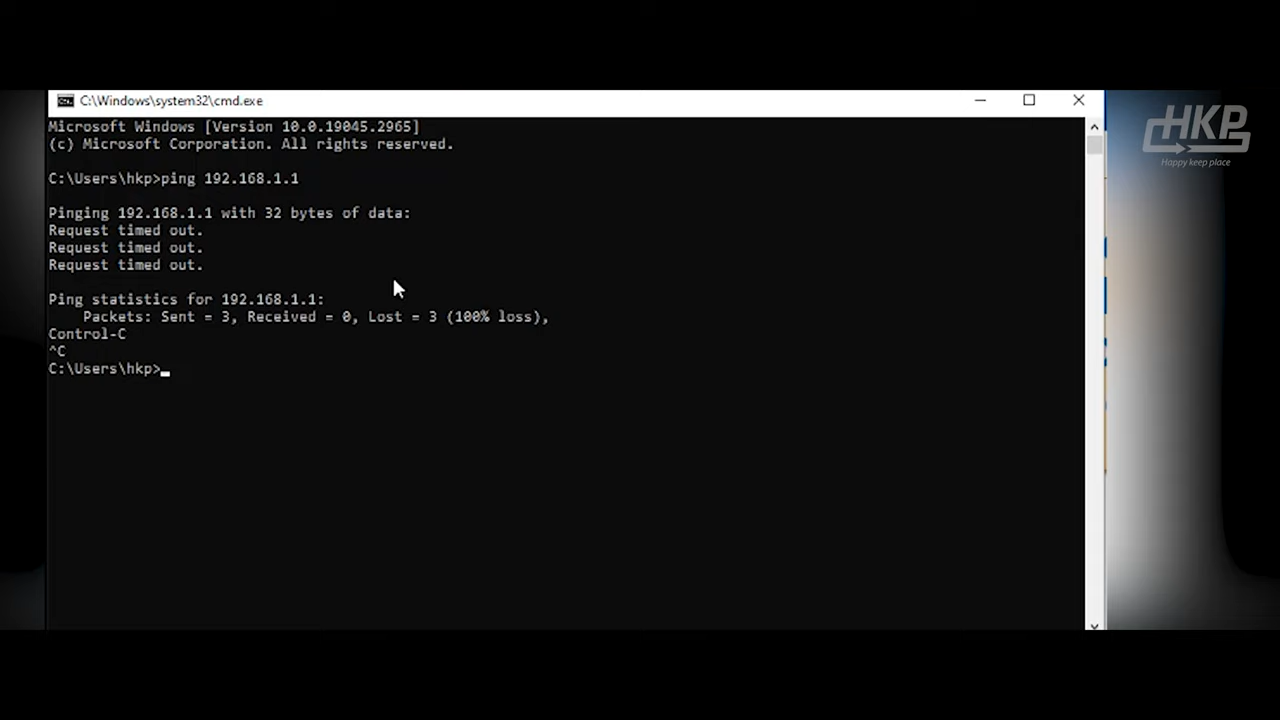 C:\Windows\system32\cmd.exe
Microsoft Windows [Version 10.0.19045.2965]
(c) Microsoft Corporation. All rights reserved.
C:\Users\hkp>ping 192.168.1.1
Pinging 192.168.1.1 with 32 bytes of data:
Request timed out.
Request timed out.
Request timed out.
Ping statistics for 192.168.1.1:
    Packets: Sent = 3, Received = 0, Lost = 3 (100% loss),
Control-C
^C
C:\Users\hkp>
HKP
Happy keep place